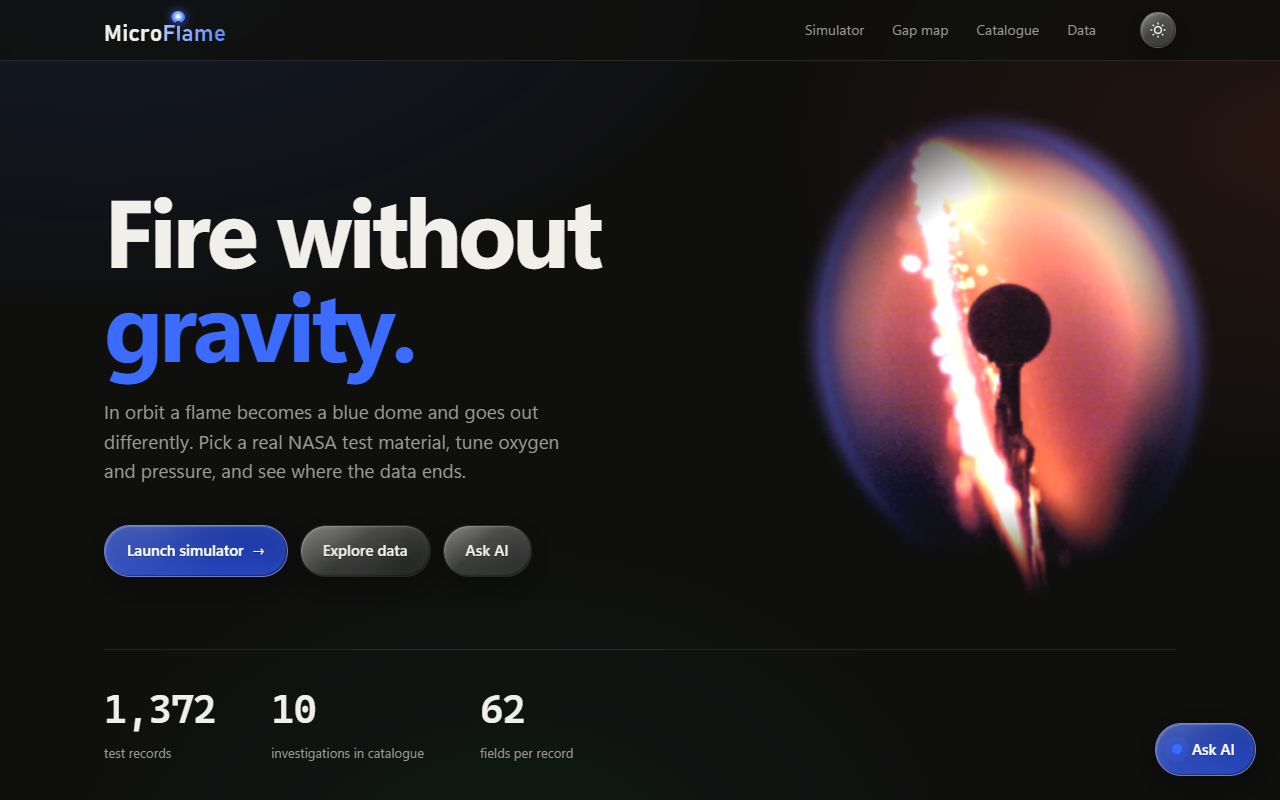 MicroFlame
Simulator
Gap map
Catalogue
Data
Fire without
gravity.
In orbit a flame becomes a blue dome and goes out
differently. Pick a real NASA test material, tune oxygen
and pressure, and see where the data ends.
Launch simulator →
Explore data
Ask AI
1,372
test records
10
investigations in catalogue
62
fields per record
Ask AI